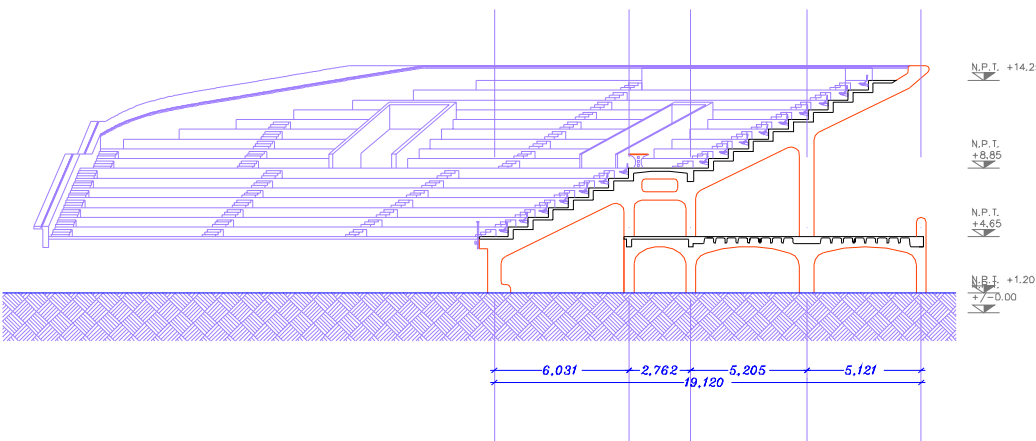 N.P.T. +14.2
N.P.T.
+8.85
N.P.T.
+4.65
N.P.T. +1.20
N.P.T.
+/-0.00
6,031 2,762 5,205 5,121
19,120